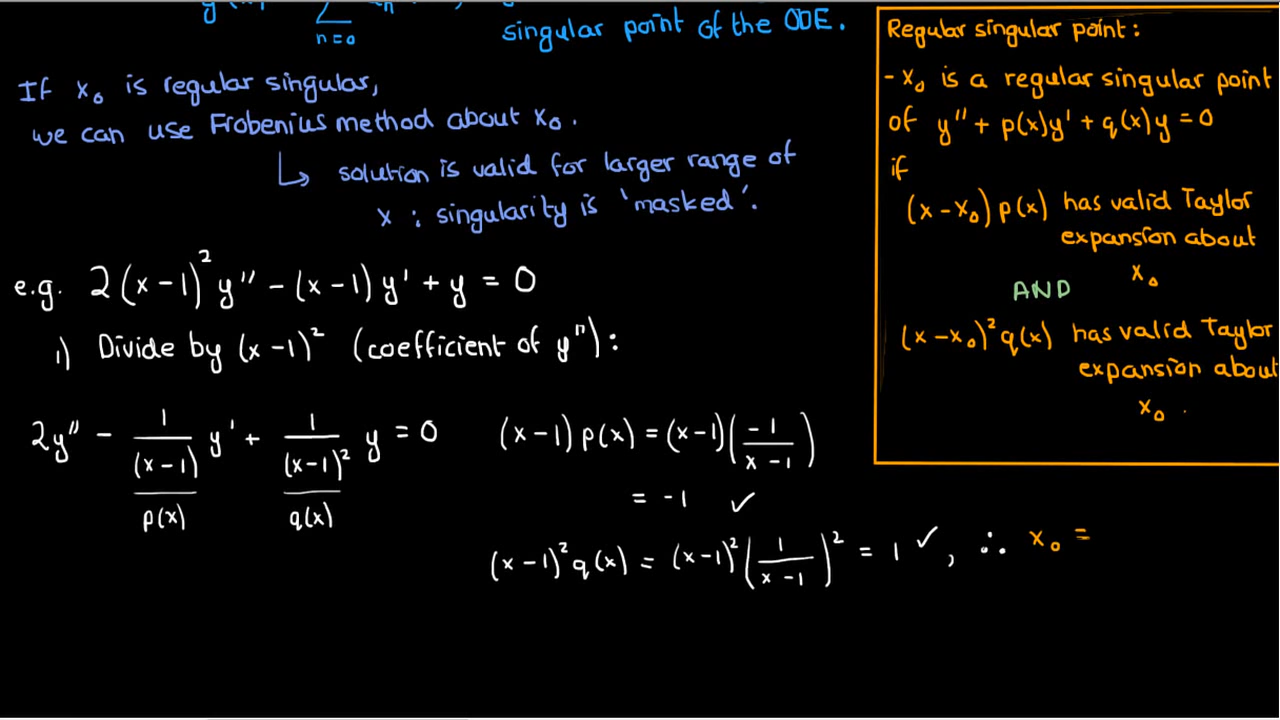 n=0
singular point of the ODE.
If x₀ is regular singular,
we can use Frobenius method about x₀.
↳ solution is valid for larger range of
x : singularity is 'masked'.
e.g. 2(x-1)² y'' - (x-1) y' + y = 0
1) Divide by (x-1)² (coefficient of y''):
2y'' - 1/(x-1) y' + 1/(x-1)² y = 0
p(x) q(x)
(x-1) p(x) = (x-1)(-1/(x-1))
= -1 ✓
(x-1)² q(x) = (x-1)² (1/(x-1))² = 1 ✓, ∴ x₀ =
Regular singular point:
- x₀ is a regular singular point
of y'' + p(x)y' + q(x)y = 0
if
(x-x₀) p(x) has valid Taylor
expansion about
x₀
AND
(x-x₀)² q(x) has valid Taylor
expansion about
x₀.